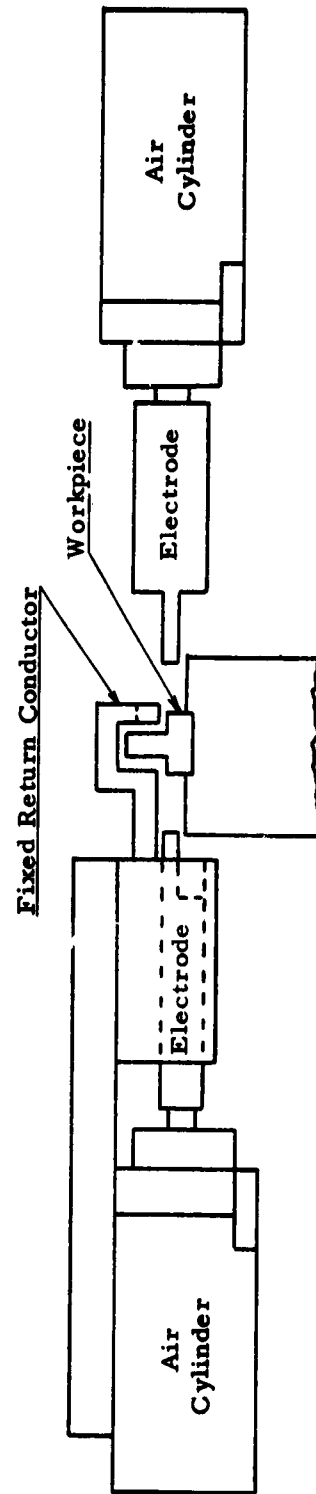 Fixed Return Conductor
Workpiece
Air
Cylinder
Electrode
Electrode
Air
Cylinder